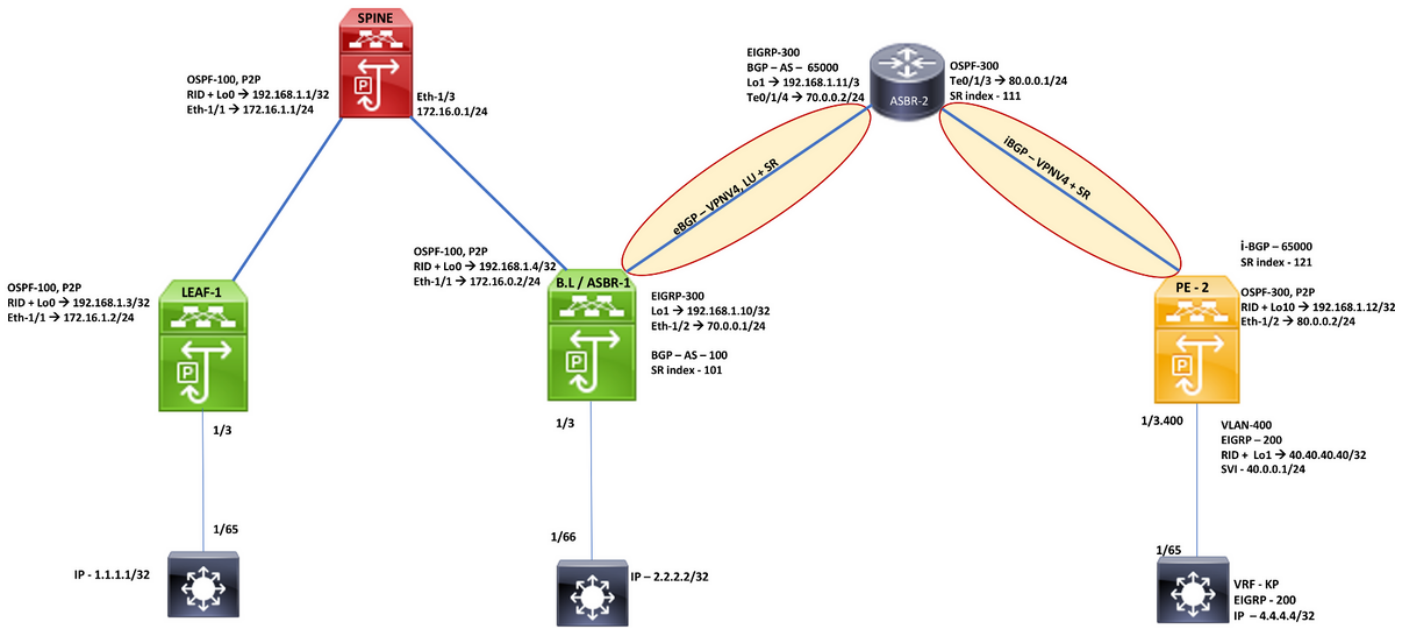 SPINE
OSPF-100, P2P
RID + Lo0 → 192.168.1.1/32
Eth-1/1 → 172.16.1.1/24
Eth-1/3
172.16.0.1/24
EIGRP-300
BGP – AS – 65000
Lo1 → 192.168.1.11/3
Te0/1/4 → 70.0.0.2/24
ASBR-2
OSPF-300
Te0/1/3 → 80.0.0.1/24
SR index - 111
eBGP – VPNV4, LU + SR
iBGP – VPNV4 + SR
OSPF-100, P2P
RID + Lo0 → 192.168.1.3/32
Eth-1/1 → 172.16.1.2/24
LEAF-1
P
1/3
1/65
IP - 1.1.1.1/32
OSPF-100, P2P
RID + Lo0 → 192.168.1.4/32
Eth-1/1 → 172.16.0.2/24
B.L / ASBR-1
P
EIGRP-300
Lo1 → 192.168.1.10/32
Eth-1/2 → 70.0.0.1/24
BGP – AS – 100
SR index - 101
1/3
1/66
IP – 2.2.2.2/32
i-BGP – 65000
SR index - 121
PE - 2
P
OSPF-300, P2P
RID + Lo10 → 192.168.1.12/32
Eth-1/2 → 80.0.0.2/24
1/3.400
VLAN-400
EIGRP – 200
RID + Lo1 → 40.40.40.40/32
SVI - 40.0.0.1/24
1/65
VRF - KP
EIGRP - 200
IP – 4.4.4.4/32
P